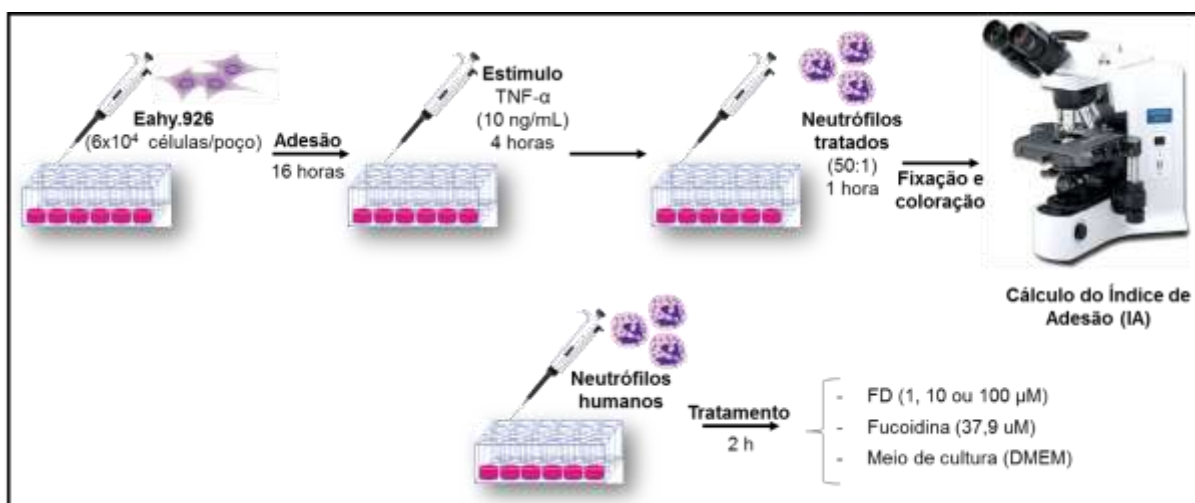 Eahy.926
(6x10⁴ células/poço)
Adesão
16 horas
Estímulo
TNF-α
(10 ng/mL)
4 horas
Neutrófilos
tratados
(50:1)
1 hora
Fixação e
coloração
Cálculo do Índice de
Adesão (IA)
Neutrófilos
humanos
Tratamento
2 h
- FD (1, 10 ou 100 µM)
- Fucoidina (37,9 uM)
- Meio de cultura (DMEM)